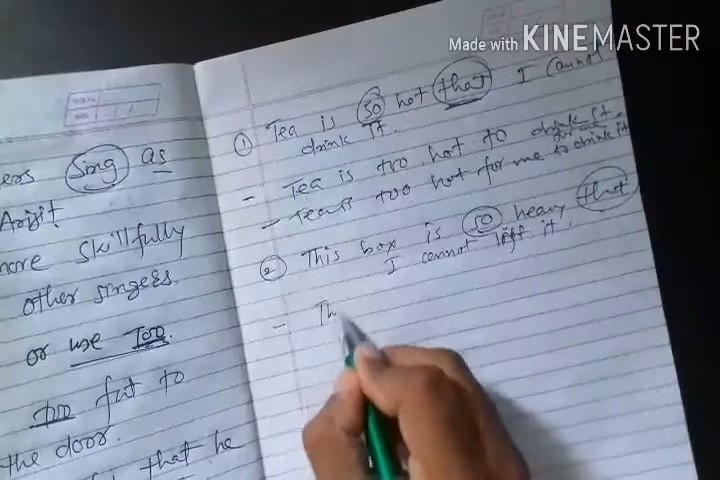 Made with KINEMASTER
ers Sing as
Arijit
more skillfully
other singers.
or use Too.
too fat to
the door.
that he
① Tea is so hot that I cannot
drink it.
- Tea is too hot to drink it.
- Tea is too hot for me to drink it
② This box is so heavy that
I cannot lift it.
- Th